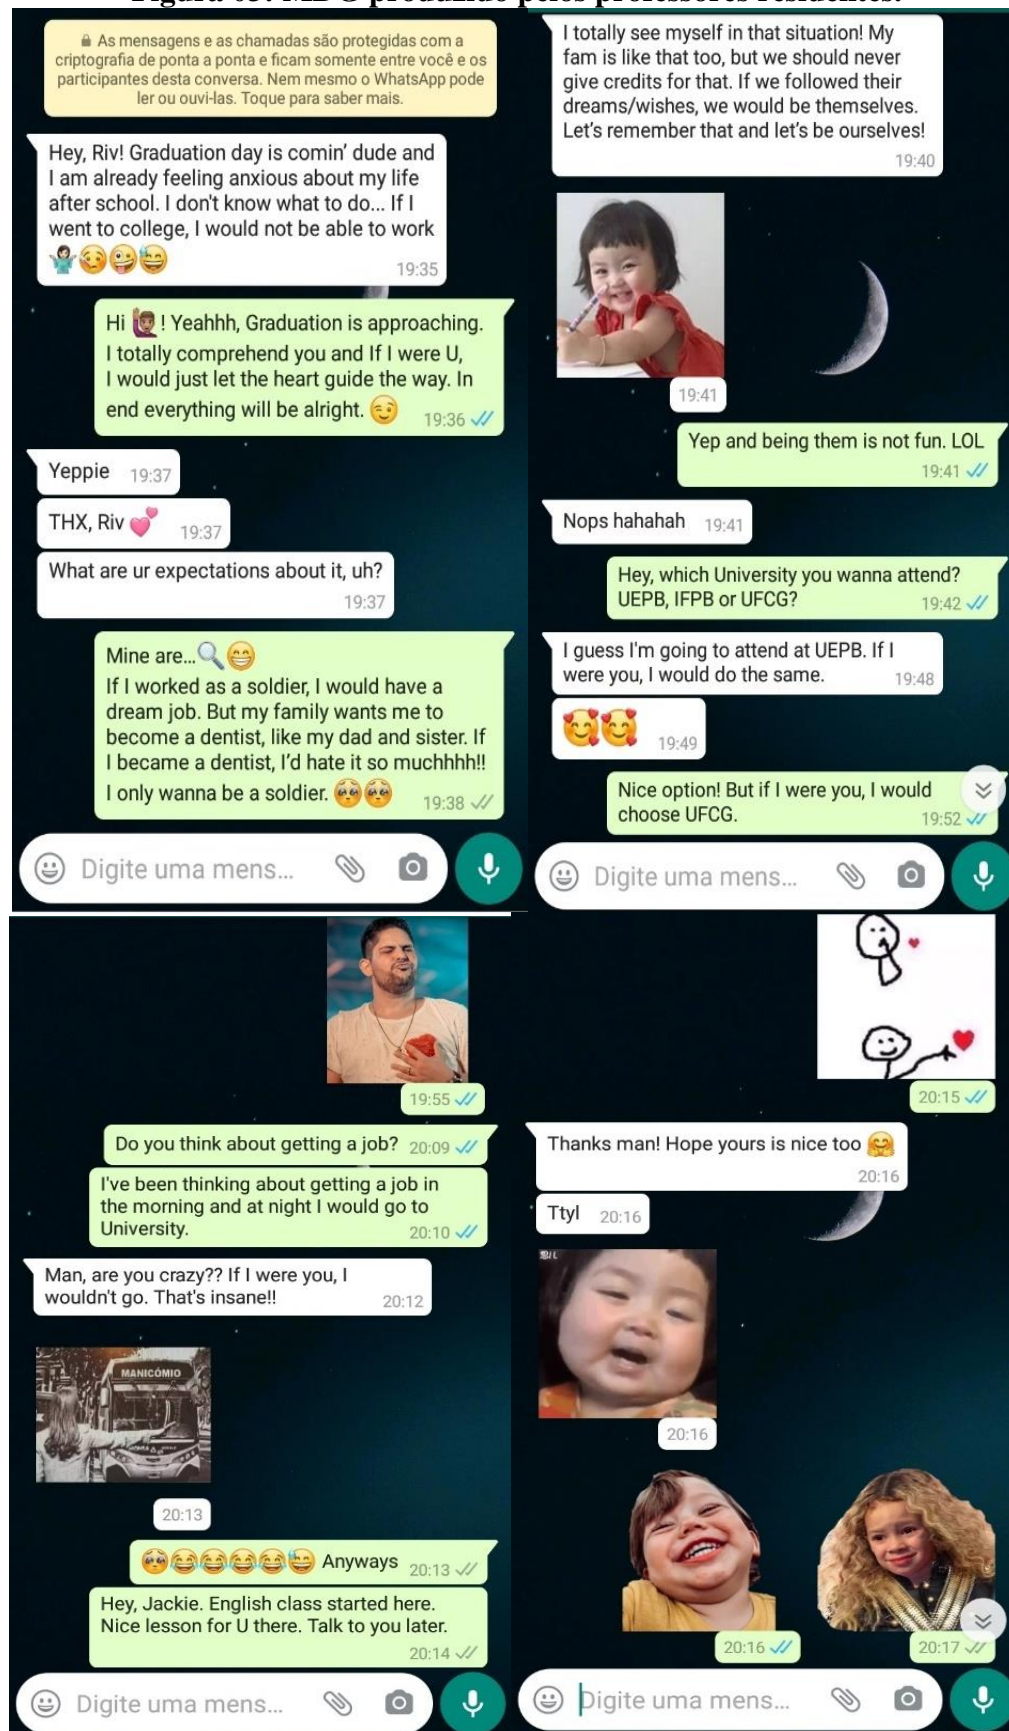 Figura 03: MDG produzido pelos professores residentes.
As mensagens e as chamadas são protegidas com a
criptografia de ponta a ponta e ficam somente entre você e os
participantes desta conversa. Nem mesmo o WhatsApp pode
ler ou ouvi-las. Toque para saber mais.
Hey, Riv! Graduation day is comin' dude and
I am already feeling anxious about my life
after school. I don't know what to do... If I
went to college, I would not be able to work
🤷🏻‍♀️🥴🤪😅
19:35
Hi 🙋🏽‍♂️! Yeahhh, Graduation is approaching.
I totally comprehend you and If I were U,
I would just let the heart guide the way. In
end everything will be alright. 😉 19:36
Yeppie 19:37
THX, Riv 💕 19:37
What are ur expectations about it, uh?
19:37
Mine are...🔍😁
If I worked as a soldier, I would have a
dream job. But my family wants me to
become a dentist, like my dad and sister. If
I became a dentist, I'd hate it so muchhhh!!
I only wanna be a soldier. 🥺🥺 19:38
Digite uma mens...
I totally see myself in that situation! My
fam is like that too, but we should never
give credits for that. If we followed their
dreams/wishes, we would be themselves.
Let's remember that and let's be ourselves!
19:40
19:41
Yep and being them is not fun. LOL
19:41
Nops hahahah 19:41
Hey, which University you wanna attend?
UEPB, IFPB or UFCG? 19:42
I guess I'm going to attend at UEPB. If I
were you, I would do the same. 19:48
🥰🥰 19:49
Nice option! But if I were you, I would
choose UFCG. 19:52
Digite uma mens...
19:55
Do you think about getting a job? 20:09
I've been thinking about getting a job in
the morning and at night I would go to
University. 20:10
Man, are you crazy?? If I were you, I
wouldn't go. That's insane!! 20:12
MANICÔMIO
20:13
🥺😂😂😂😂😅 Anyways 20:13
Hey, Jackie. English class started here.
Nice lesson for U there. Talk to you later.
20:14
Digite uma mens...
20:15
Thanks man! Hope yours is nice too 🤗
20:16
Ttyl 20:16
20:16
20:16
20:17
Digite uma mens...